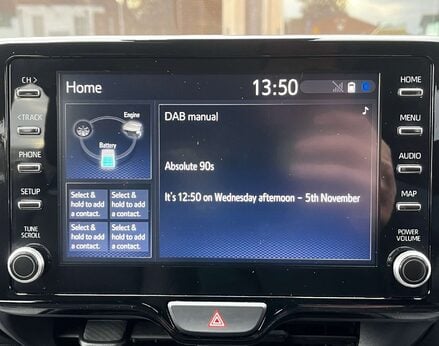 CH >
< TRACK
PHONE
SETUP
TUNE
SCROLL
Home
13:50
Engine
Battery
Select &
hold to add
a contact.
Select &
hold to add
a contact.
Select &
hold to add
a contact.
Select &
hold to add
a contact.
DAB manual
Absolute 90s
It's 12:50 on Wednesday afternoon - 5th November
HOME
MENU
AUDIO
MAP
POWER
VOLUME